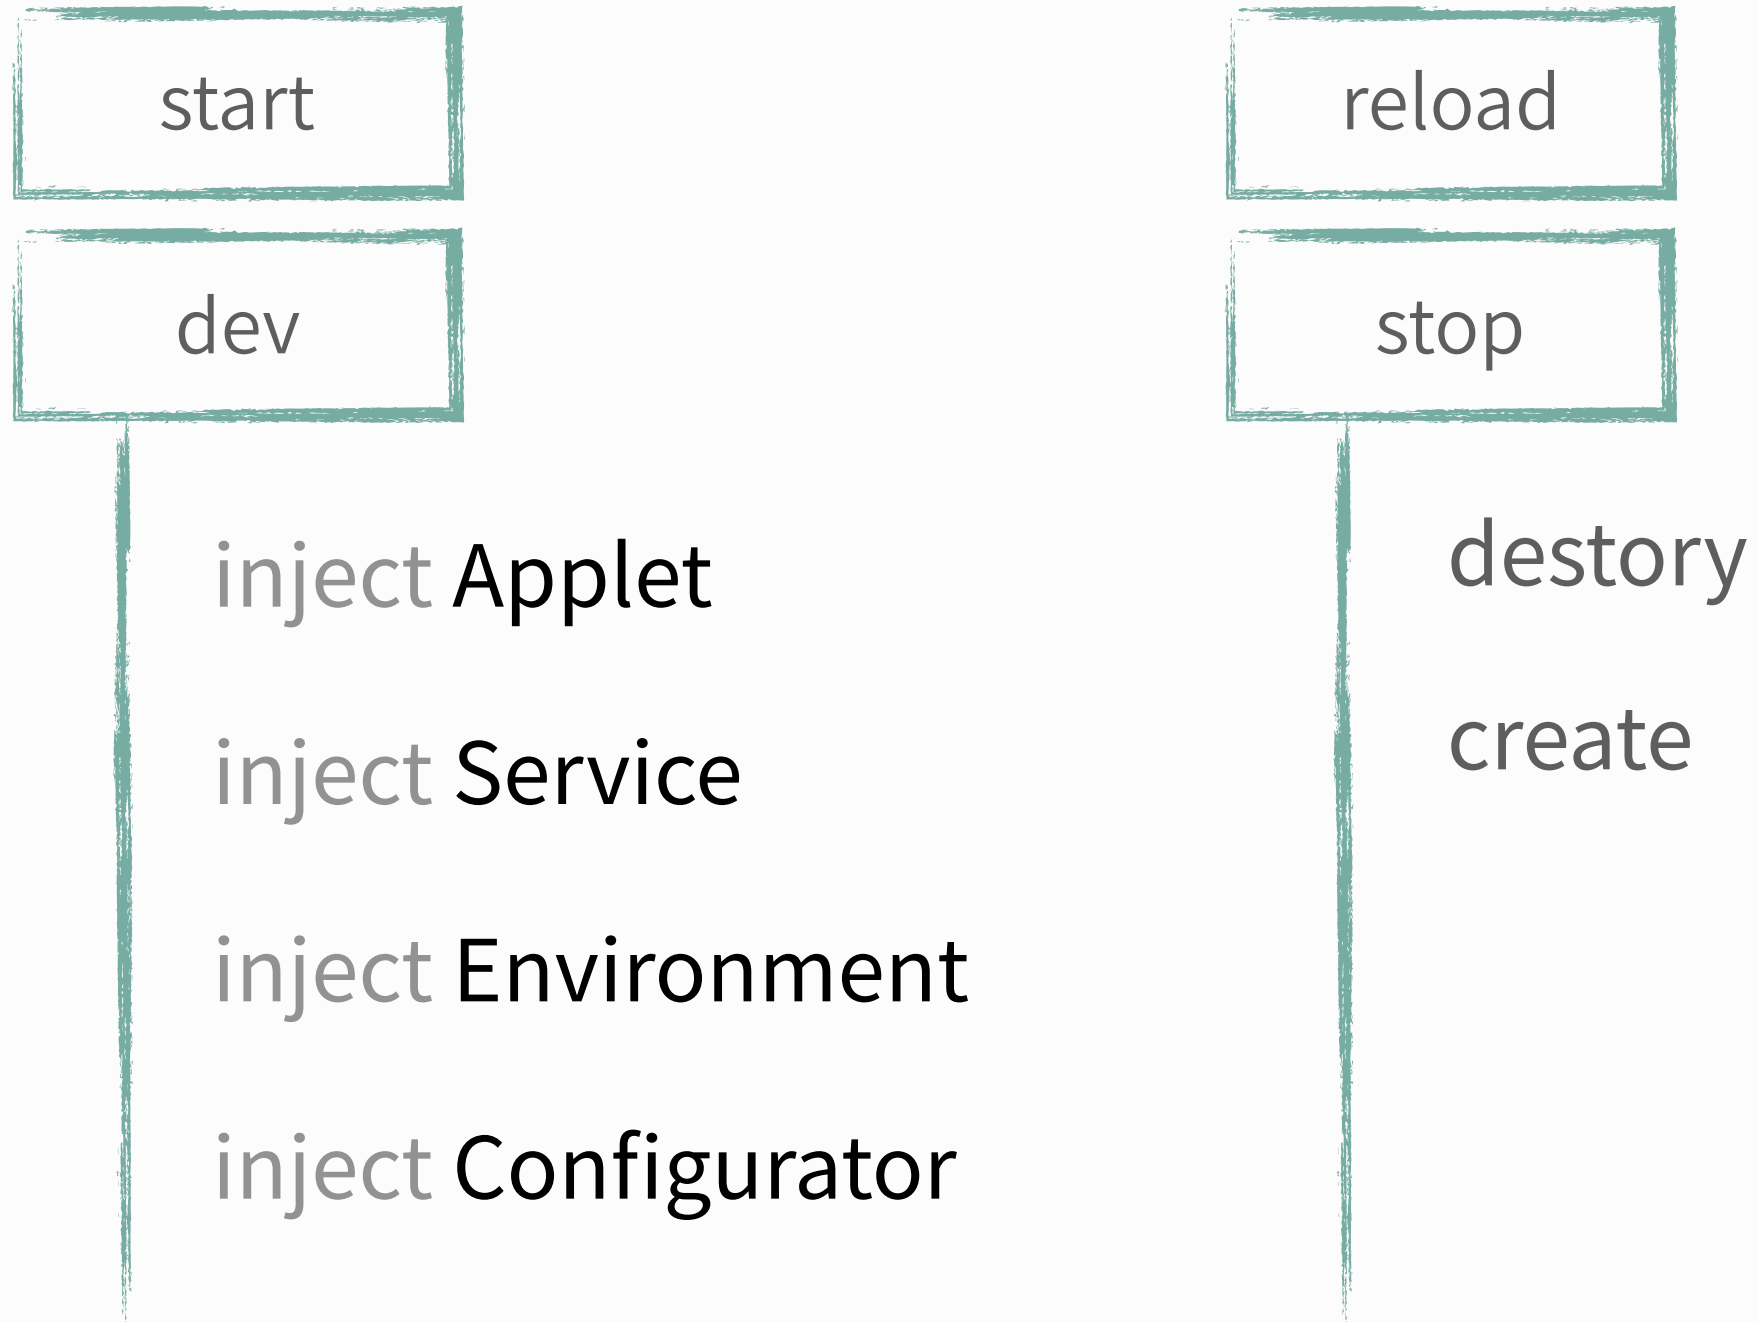 start
dev
inject Applet
inject Service
inject Environment
inject Configurator
reload
stop
destory
create